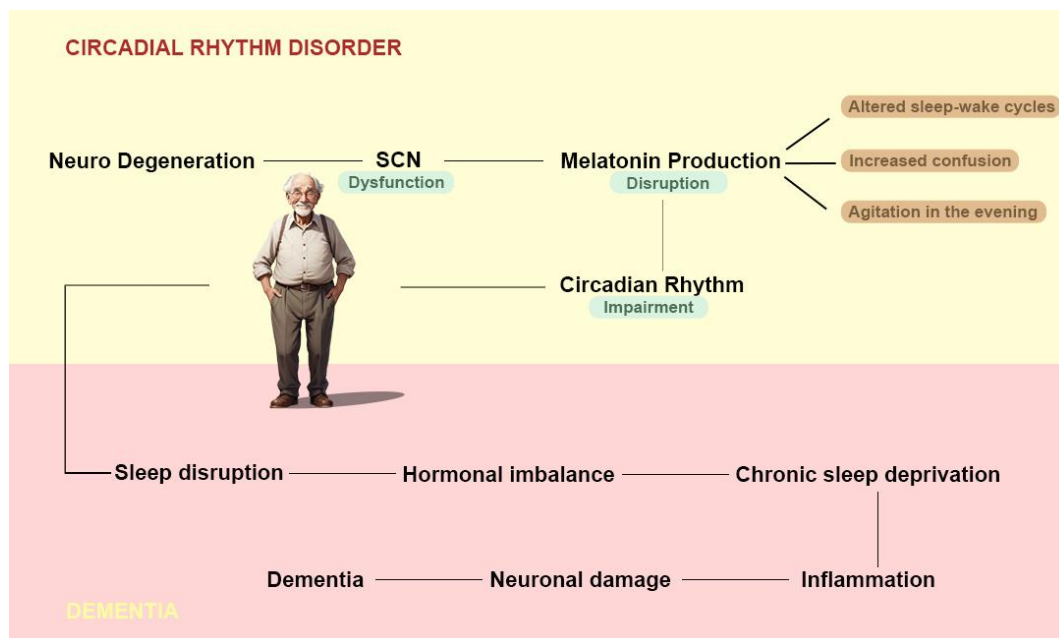 CIRCADIAL RHYTHM DISORDER
Altered sleep-wake cycles
Neuro Degeneration
SCN
Dysfunction
Melatonin Production
Disruption
Increased confusion
Agitation in the evening
Circadian Rhythm
Impairment
Sleep disruption
Hormonal imbalance
Chronic sleep deprivation
Dementia
Neuronal damage
Inflammation
DEMENTIA